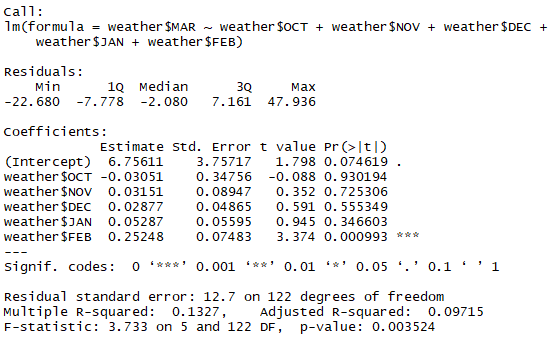 Call:
lm(formula = weather$MAR ~ weather$OCT + weather$NOV + weather$DEC +
    weather$JAN + weather$FEB)
Residuals:
    Min      1Q  Median      3Q     Max
-22.680  -7.778  -2.080   7.161  47.936
Coefficients:
            Estimate Std. Error t value Pr(>|t|)
(Intercept)  6.75611    3.75717   1.798 0.074619 .
weather$OCT -0.03051    0.34756  -0.088 0.930194
weather$NOV  0.03151    0.08947   0.352 0.725306
weather$DEC  0.02877    0.04865   0.591 0.555349
weather$JAN  0.05287    0.05595   0.945 0.346603
weather$FEB  0.25248    0.07483   3.374 0.000993 ***
---
Signif. codes:  0 ‘***’ 0.001 ‘**’ 0.01 ‘*’ 0.05 ‘.’ 0.1 ‘ ’ 1
Residual standard error: 12.7 on 122 degrees of freedom
Multiple R-squared:  0.1327,    Adjusted R-squared:  0.09715
F-statistic: 3.733 on 5 and 122 DF,  p-value: 0.003524